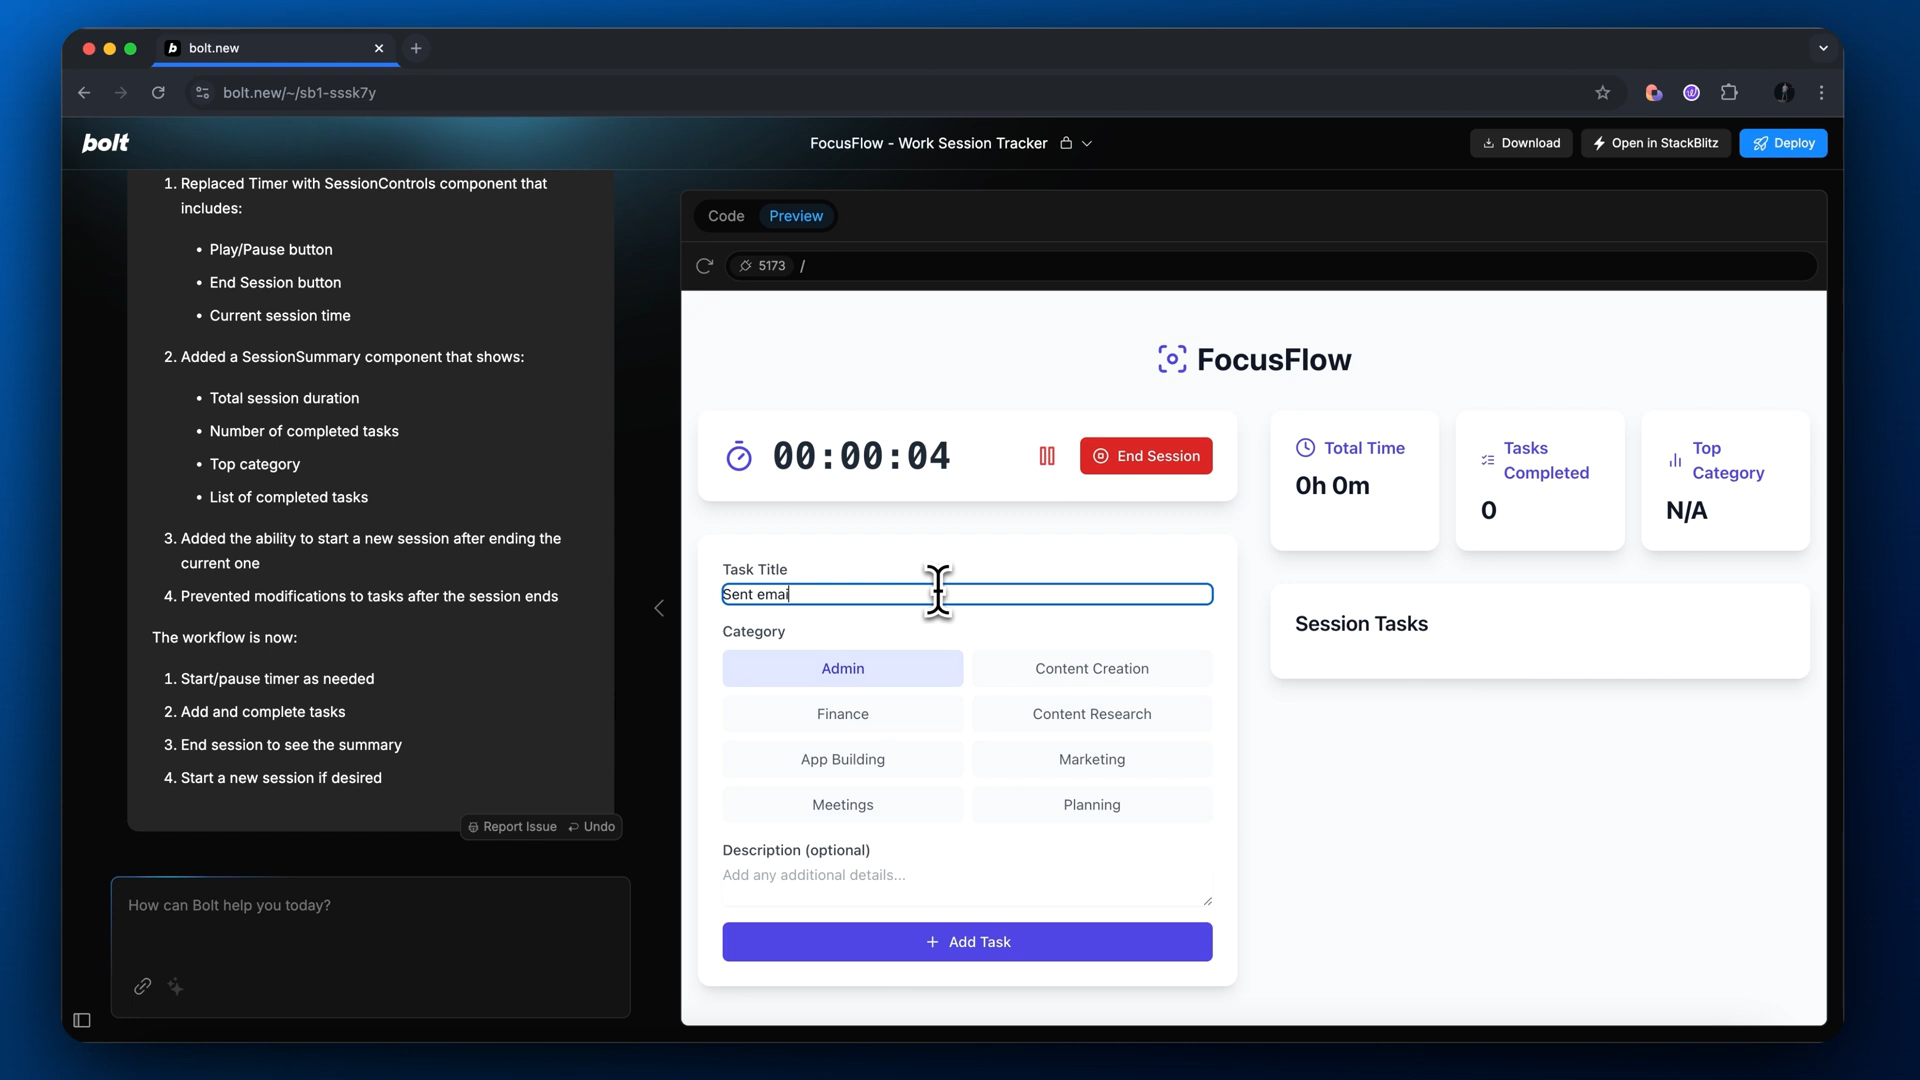 bolt.new
bolt.new/~/sb1-sssk7y
bolt
FocusFlow - Work Session Tracker
Download
Open in StackBlitz
Deploy
1. Replaced Timer with SessionControls component that
includes:
• Play/Pause button
• End Session button
• Current session time
2. Added a SessionSummary component that shows:
• Total session duration
• Number of completed tasks
• Top category
• List of completed tasks
3. Added the ability to start a new session after ending the
current one
4. Prevented modifications to tasks after the session ends
The workflow is now:
1. Start/pause timer as needed
2. Add and complete tasks
3. End session to see the summary
4. Start a new session if desired
Report Issue
Undo
How can Bolt help you today?
Code
Preview
5173 /
FocusFlow
00:00:04
End Session
Total Time
0h 0m
Tasks
Completed
0
Top
Category
N/A
Task Title
Sent emai
Category
Admin
Content Creation
Finance
Content Research
App Building
Marketing
Meetings
Planning
Description (optional)
Add any additional details...
+ Add Task
Session Tasks